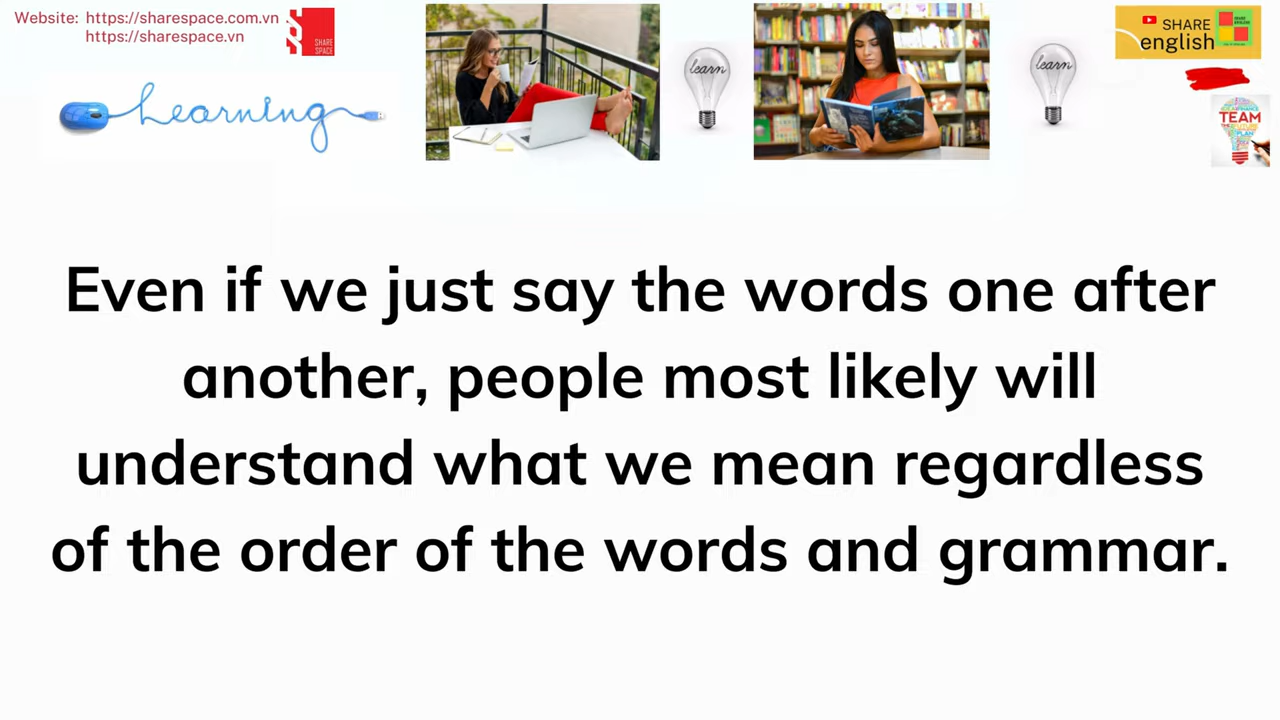 Website: https://sharespace.com.vn
https://sharespace.vn
SHARE
SPACE
Learning
learn
learn
SHARE
english
TEAM
PLAN
Even if we just say the words one after
another, people most likely will
understand what we mean regardless
of the order of the words and grammar.